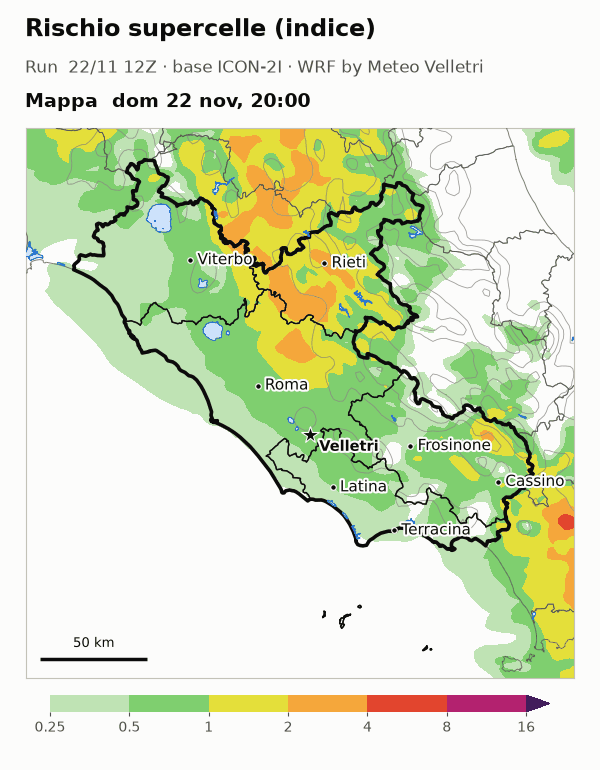 Rischio supercelle (indice)
Run  22/11 12Z · base ICON-2I · WRF by Meteo Velletri
Mappa  dom 22 nov, 20:00
Viterbo
Rieti
Roma
Velletri
Frosinone
Cassino
Latina
Terracina
50 km
0.25 0.5 1 2 4 8 16